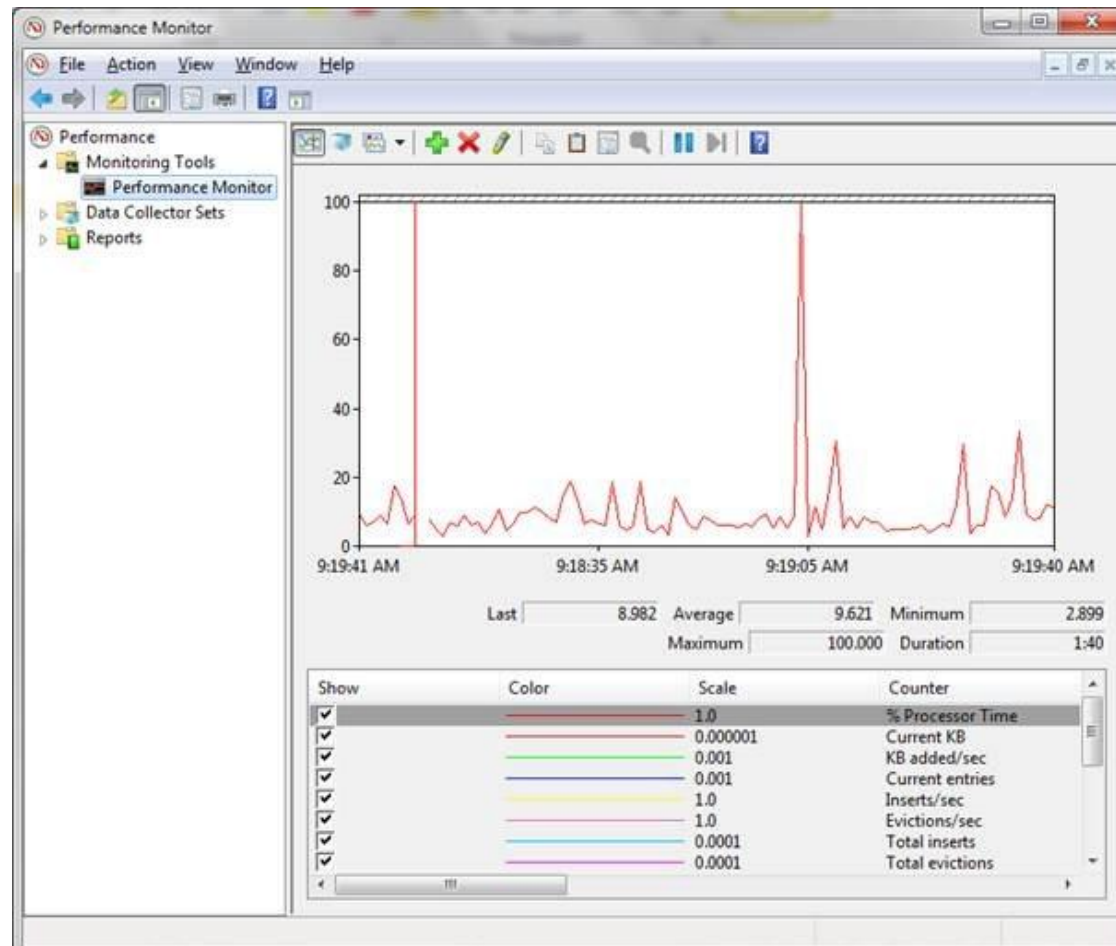 Performance Monitor
File Action View Window Help
Performance
Monitoring Tools
Performance Monitor
Data Collector Sets
Reports
100
80
60
40
20
0
9:19:41 AM 9:18:35 AM 9:19:05 AM 9:19:40 AM
Last 8.982 Average 9.621 Minimum 2.899
Maximum 100.000 Duration 1:40
Show Color Scale Counter
1.0 % Processor Time
0.000001 Current KB
0.001 KB added/sec
0.001 Current entries
1.0 Inserts/sec
1.0 Evictions/sec
0.0001 Total inserts
0.0001 Total evictions